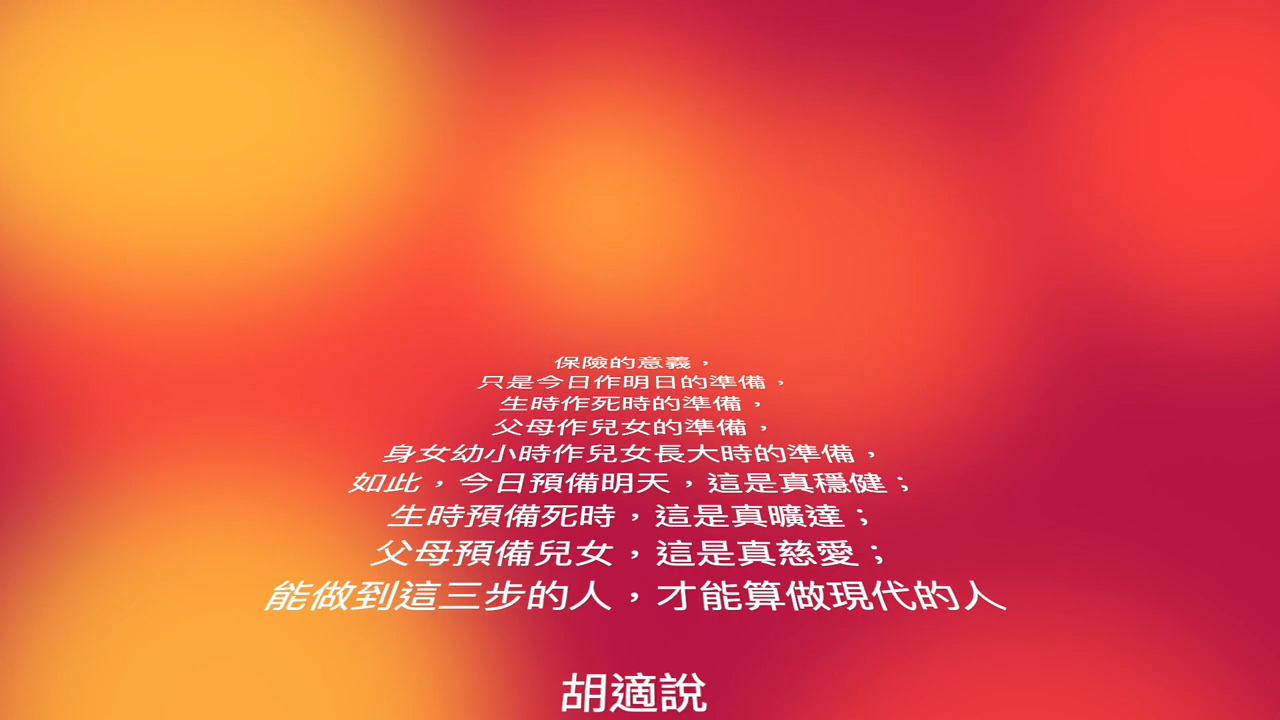 保險的意義，
只是今日作明日的準備，
生時作死時的準備，
父母作兒女的準備，
身女幼小時作兒女長大時的準備，
如此，今日預備明天，這是真穩健；
生時預備死時，這是真曠達；
父母預備兒女，這是真慈愛；
能做到這三步的人，才能算做現代的人
胡適說